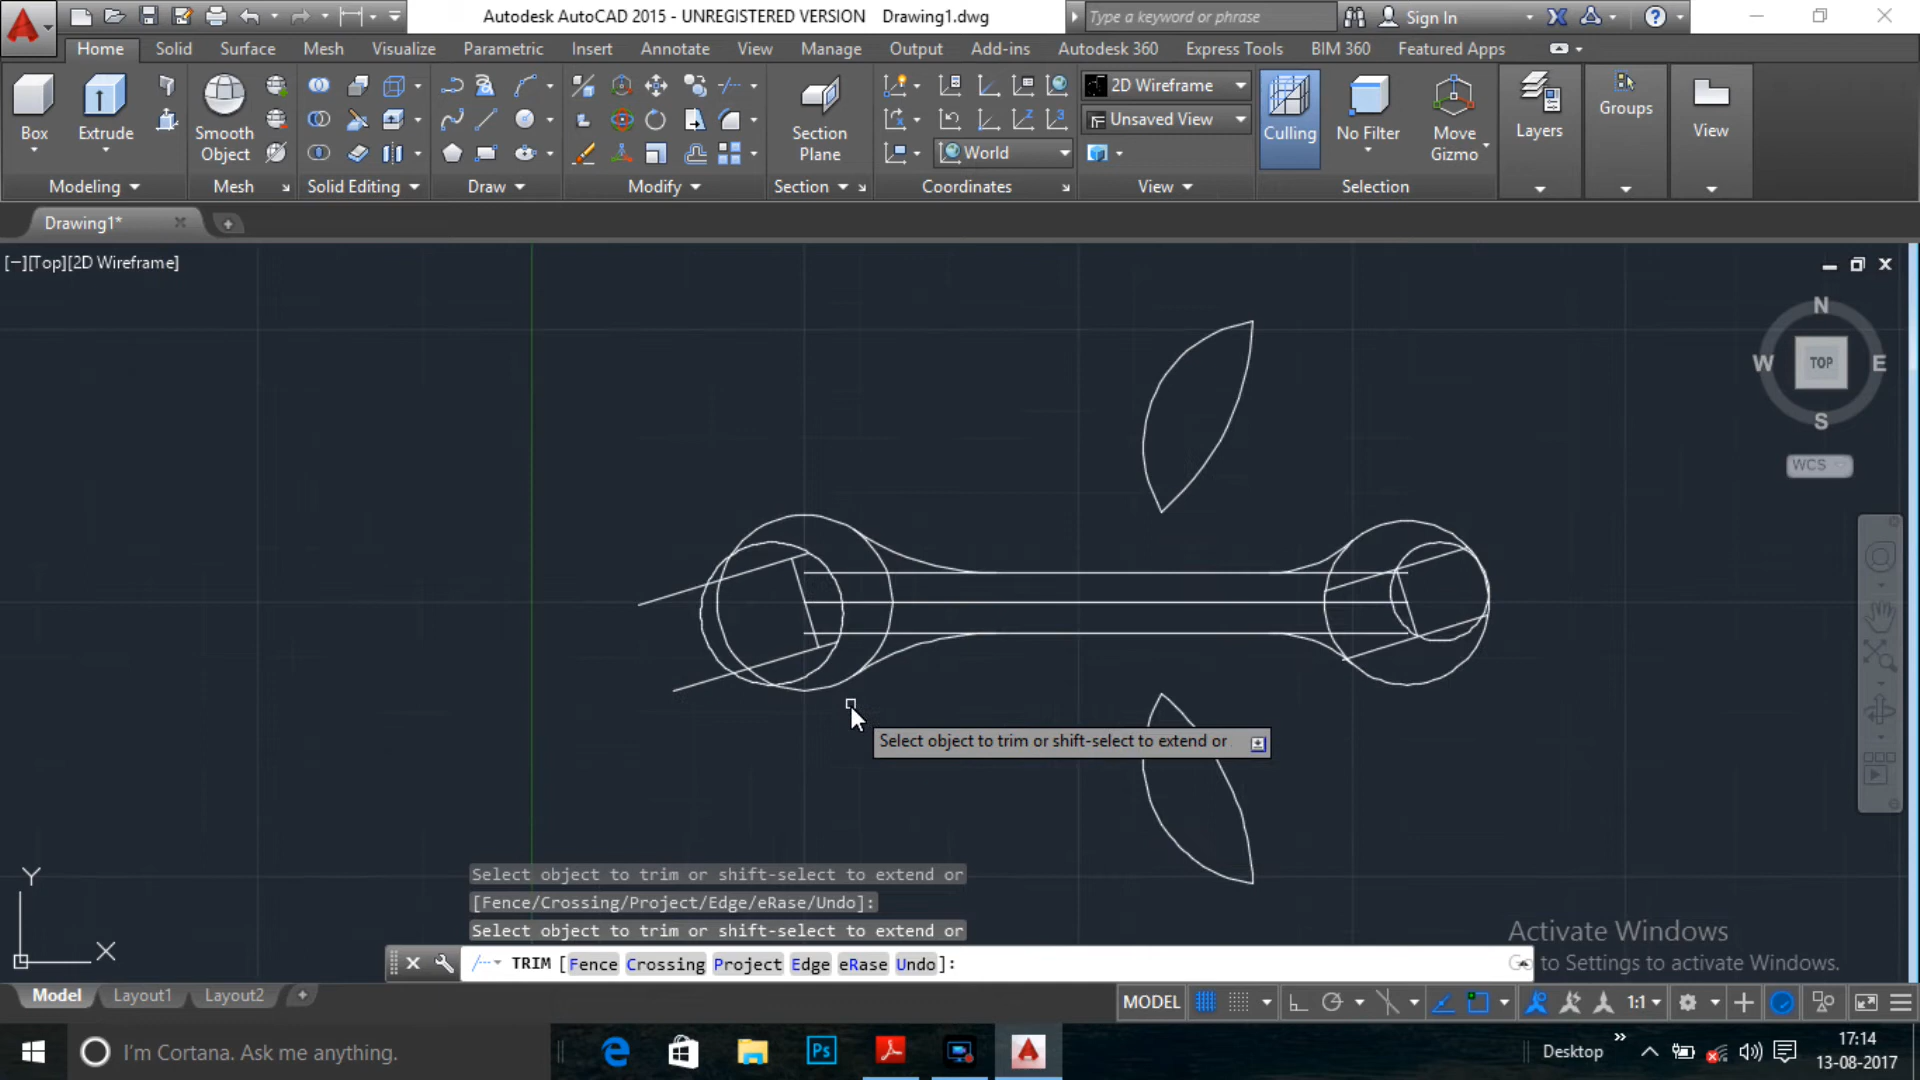 Autodesk AutoCAD 2015 - UNREGISTERED VERSION Drawing1.dwg
Type a keyword or phrase
Sign In
Home Solid Surface Mesh Visualize Parametric Insert Annotate View Manage Output Add-ins Autodesk 360 Express Tools BIM 360 Featured Apps
2D Wireframe
Unsaved View
World
Box Extrude Smooth Object Section Plane Culling No Filter Move Gizmo Layers Groups View
Modeling Mesh Solid Editing Draw Modify Section Coordinates View Selection
Drawing1*
[−][Top][2D Wireframe]
N
W TOP E
S
WCS
Select object to trim or shift-select to extend or
Y
X
Select object to trim or shift-select to extend or
[Fence/Crossing/Project/Edge/eRase/Undo]:
Select object to trim or shift-select to extend or
TRIM [Fence Crossing Project Edge eRase Undo]:
Activate Windows
Go to Settings to activate Windows.
Model Layout1 Layout2
MODEL 1:1
I'm Cortana. Ask me anything.
Ps
Desktop
17:14
13-08-2017